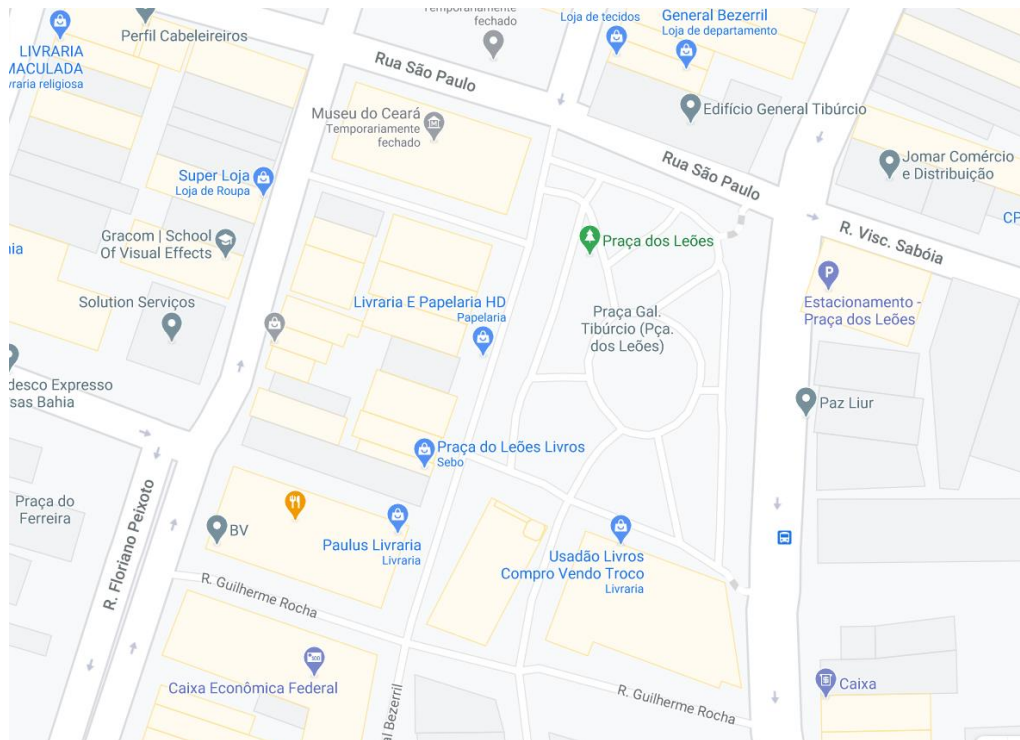 Temporariamente
fechado
Loja de tecidos
General Bezerril
Loja de departamento
Perfil Cabeleireiros
LIVRARIA
MACULADA
vraria religiosa
Rua São Paulo
Museu do Ceará
Temporariamente
fechado
Edifício General Tibúrcio
Jomar Comércio
e Distribuição
Rua São Paulo
Super Loja
Loja de Roupa
CP
R. Visc. Sabóia
Gracom | School
Of Visual Effects
Praça dos Leões
Solution Serviços
Livraria E Papelaria HD
Papelaria
Praça Gal.
Tibúrcio (Pça.
dos Leões)
P
Estacionamento -
Praça dos Leões
desco Expresso
sas Bahia
Paz Liur
Praça do Leões Livros
Sebo
Praça do
Ferreira
R. Floriano Peixoto
BV
Paulus Livraria
Livraria
Usadão Livros
Compro Vendo Troco
Livraria
R. Guilherme Rocha
Caixa Econômica Federal
Caixa
R. Guilherme Rocha
al Bezerril